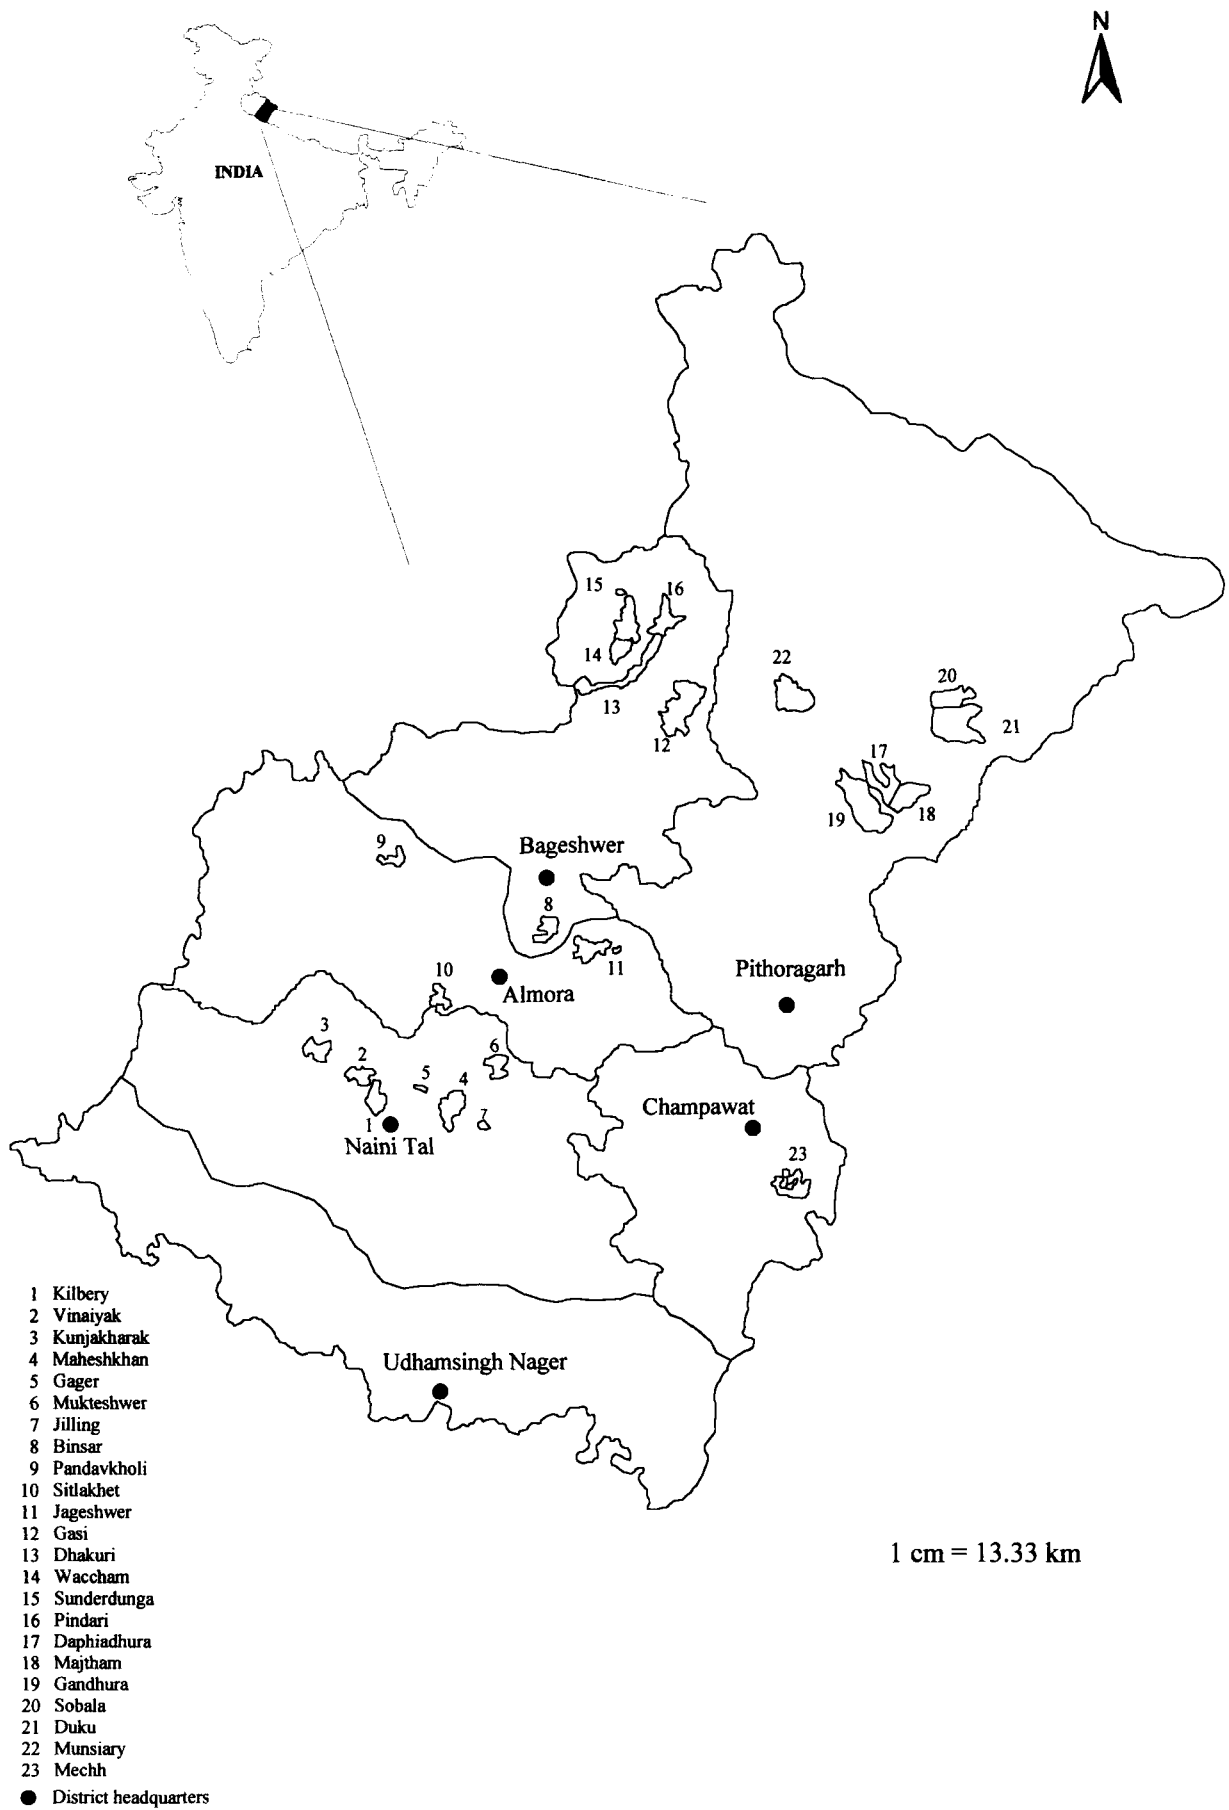 N
INDIA
15
16
14
13
22
20
21
12
17
19
18
9
Bageshwer
8
11
Pithoragarh
10
Almora
3
2
6
5
4
7
1
Naini Tal
Champawat
23
Udhamsingh Nager
1 cm = 13.33 km
1 Kilbery
2 Vinaiyak
3 Kunjakharak
4 Maheshkhan
5 Gager
6 Mukteshwer
7 Jilling
8 Binsar
9 Pandavkholi
10 Sitlakhet
11 Jageshwer
12 Gasi
13 Dhakuri
14 Waccham
15 Sunderdunga
16 Pindari
17 Daphiadhura
18 Majtham
19 Gandhura
20 Sobala
21 Duku
22 Munsiary
23 Mechh
District headquarters